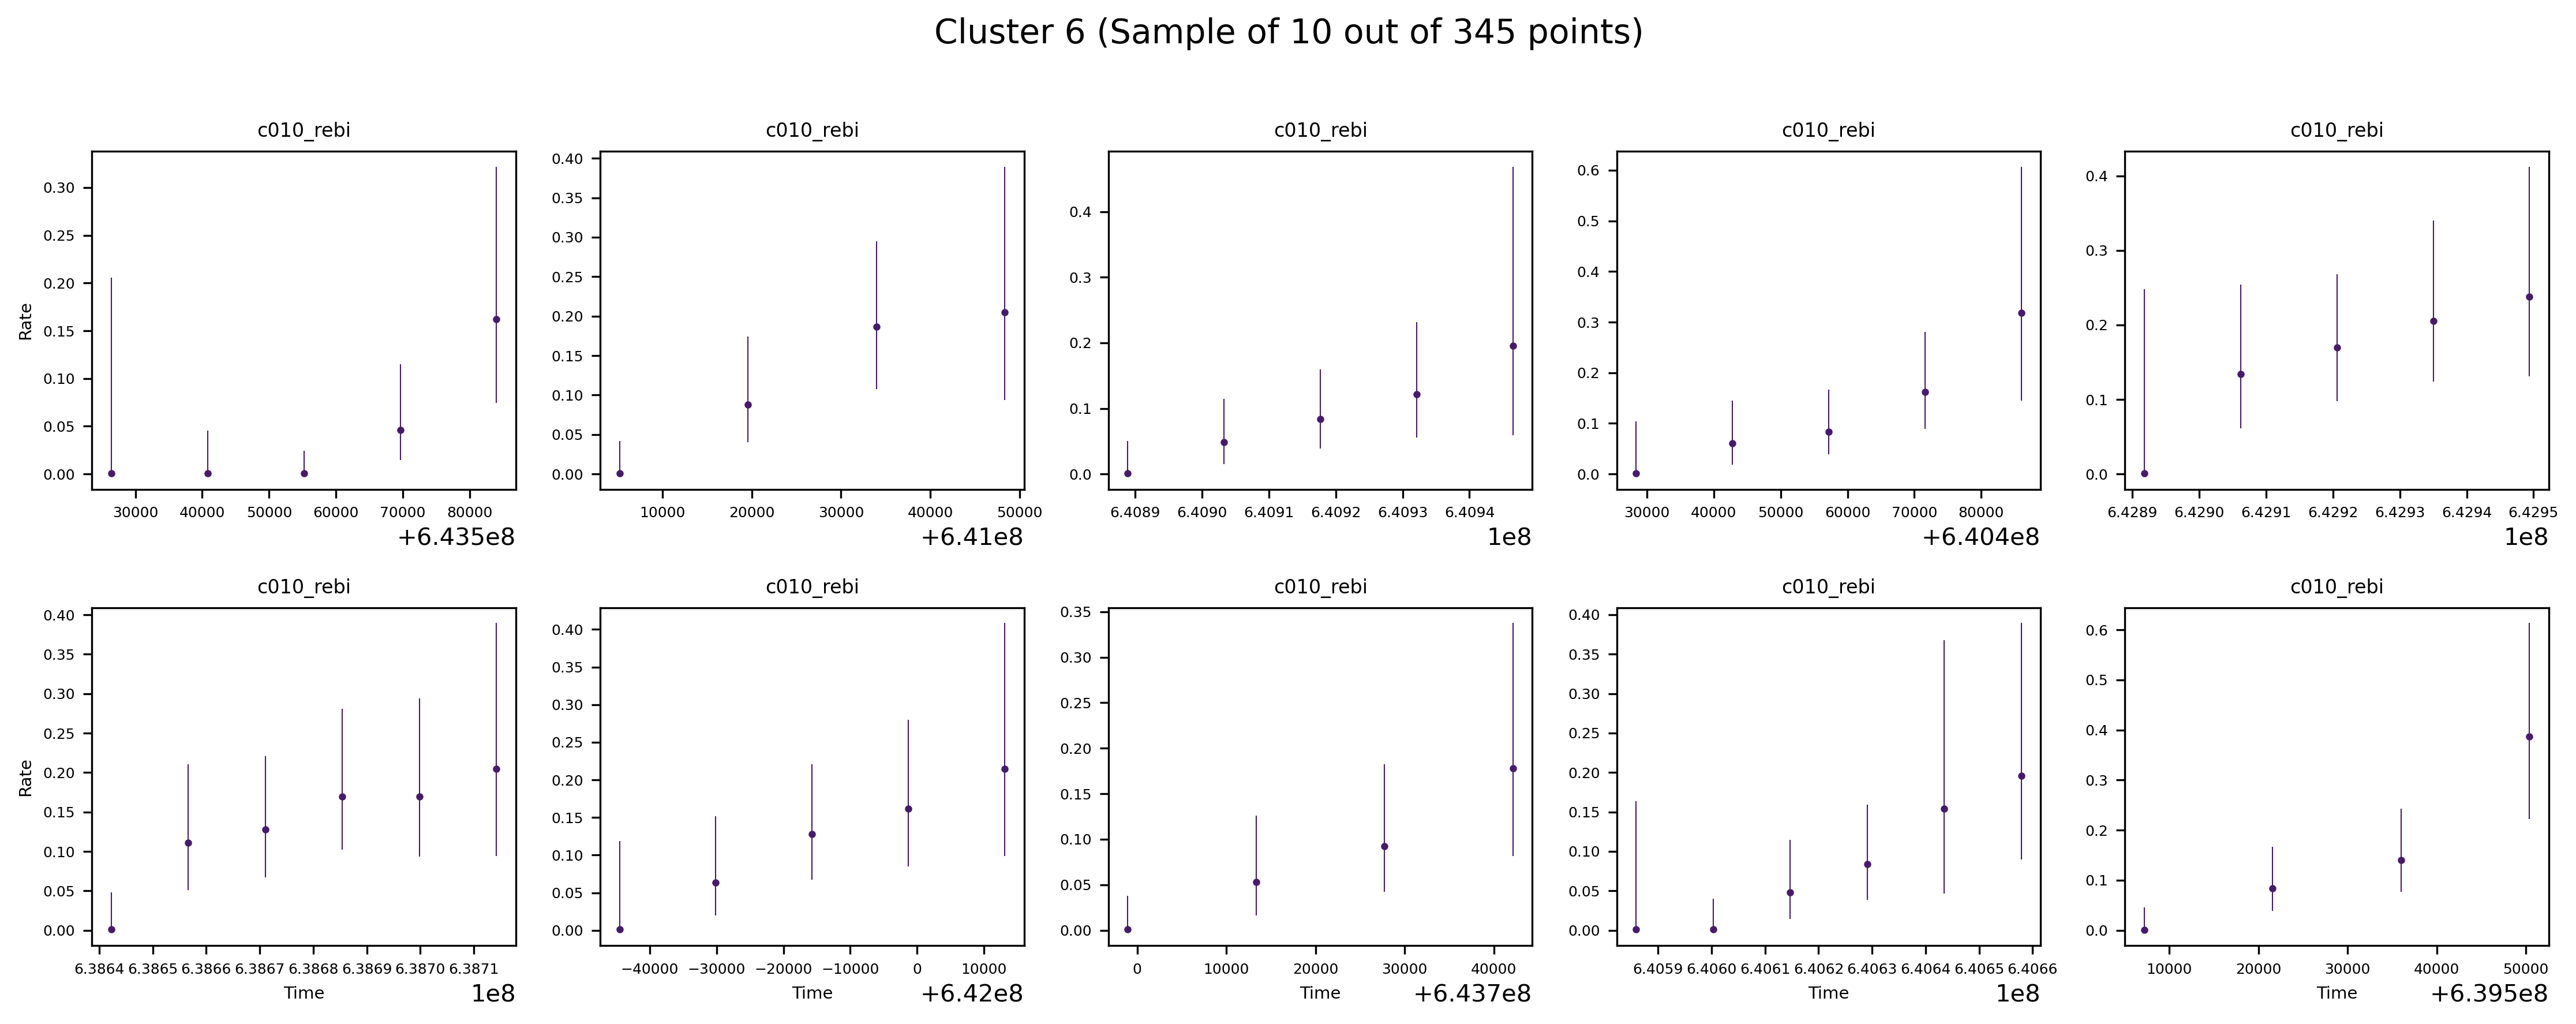 Cluster 6 (Sample of 10 out of 345 points)
c010_rebi c010_rebi c010_rebi c010_rebi c010_rebi
Rate
0.30 0.25 0.20 0.15 0.10 0.05 0.00
30000 40000 50000 60000 70000 80000
+6.435e8
0.40 0.35 0.30 0.25 0.20 0.15 0.10 0.05 0.00
10000 20000 30000 40000 50000
+6.41e8
0.4 0.3 0.2 0.1 0.0
6.4089 6.4090 6.4091 6.4092 6.4093 6.4094
1e8
0.6 0.5 0.4 0.3 0.2 0.1 0.0
30000 40000 50000 60000 70000 80000
+6.404e8
0.4 0.3 0.2 0.1 0.0
6.4289 6.4290 6.4291 6.4292 6.4293 6.4294 6.4295
1e8
c010_rebi c010_rebi c010_rebi c010_rebi c010_rebi
Rate
0.40 0.35 0.30 0.25 0.20 0.15 0.10 0.05 0.00
6.3864 6.3865 6.3866 6.3867 6.3868 6.3869 6.3870 6.3871
Time 1e8
0.40 0.35 0.30 0.25 0.20 0.15 0.10 0.05 0.00
−40000 −30000 −20000 −10000 0 10000
Time +6.42e8
0.35 0.30 0.25 0.20 0.15 0.10 0.05 0.00
0 10000 20000 30000 40000
Time +6.437e8
0.40 0.35 0.30 0.25 0.20 0.15 0.10 0.05 0.00
6.4059 6.4060 6.4061 6.4062 6.4063 6.4064 6.4065 6.4066
Time 1e8
0.6 0.5 0.4 0.3 0.2 0.1 0.0
10000 20000 30000 40000 50000
Time +6.395e8